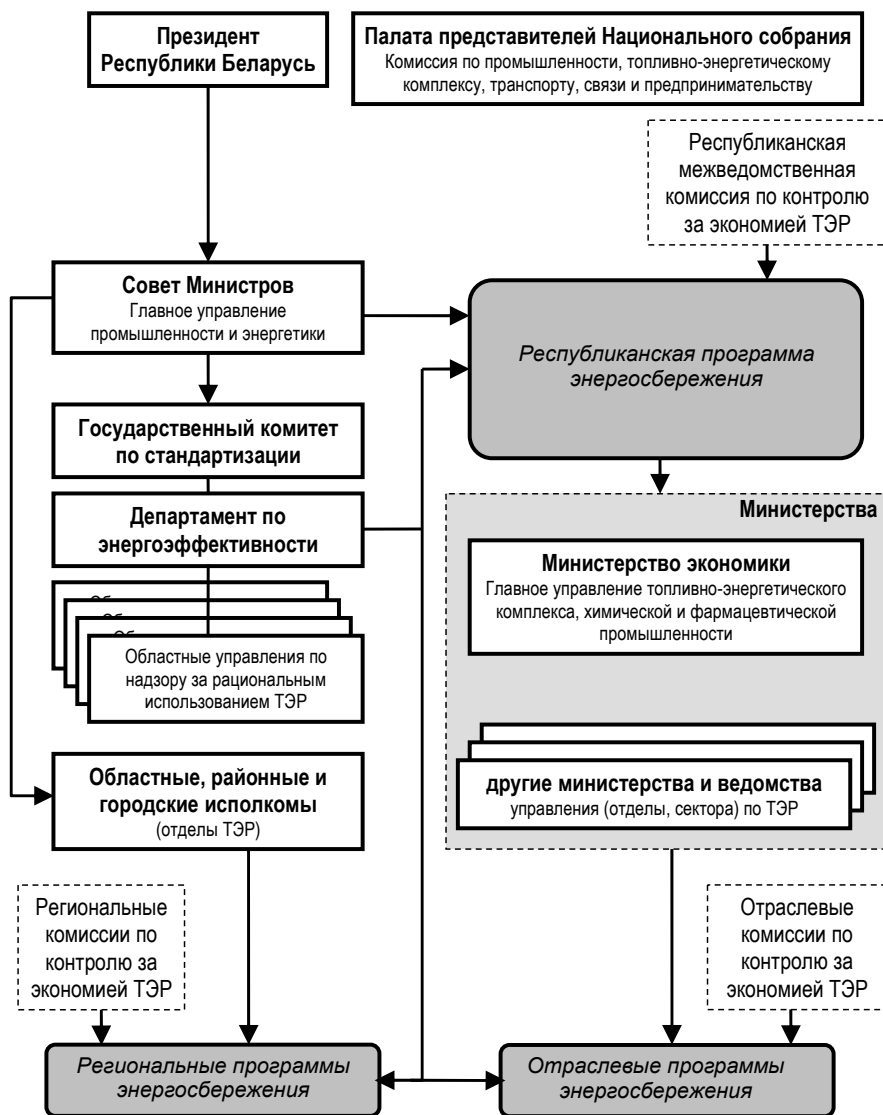 Президент
Республики Беларусь
Палата представителей Национального собрания
Комиссия по промышленности, топливно-энергетическому
комплексу, транспорту, связи и предпринимательству
Республиканская
межведомственная
комиссия по контролю
за экономией ТЭР
Совет Министров
Главное управление
промышленности и энергетики
Республиканская программа
энергосбережения
Государственный комитет
по стандартизации
Департамент по
энергоэффективности
Министерства
Министерство экономики
Главное управление топливно-энергетического
комплекса, химической и фармацевтической
промышленности
Областные управления по
надзору за рациональным
использованием ТЭР
другие министерства и ведомства
управления (отделы, сектора) по ТЭР
Областные, районные и
городские исполкомы
(отделы ТЭР)
Региональные
комиссии по
контролю за
экономией ТЭР
Отраслевые
комиссии по
контролю за
экономией ТЭР
Региональные программы
энергосбережения
Отраслевые программы
энергосбережения